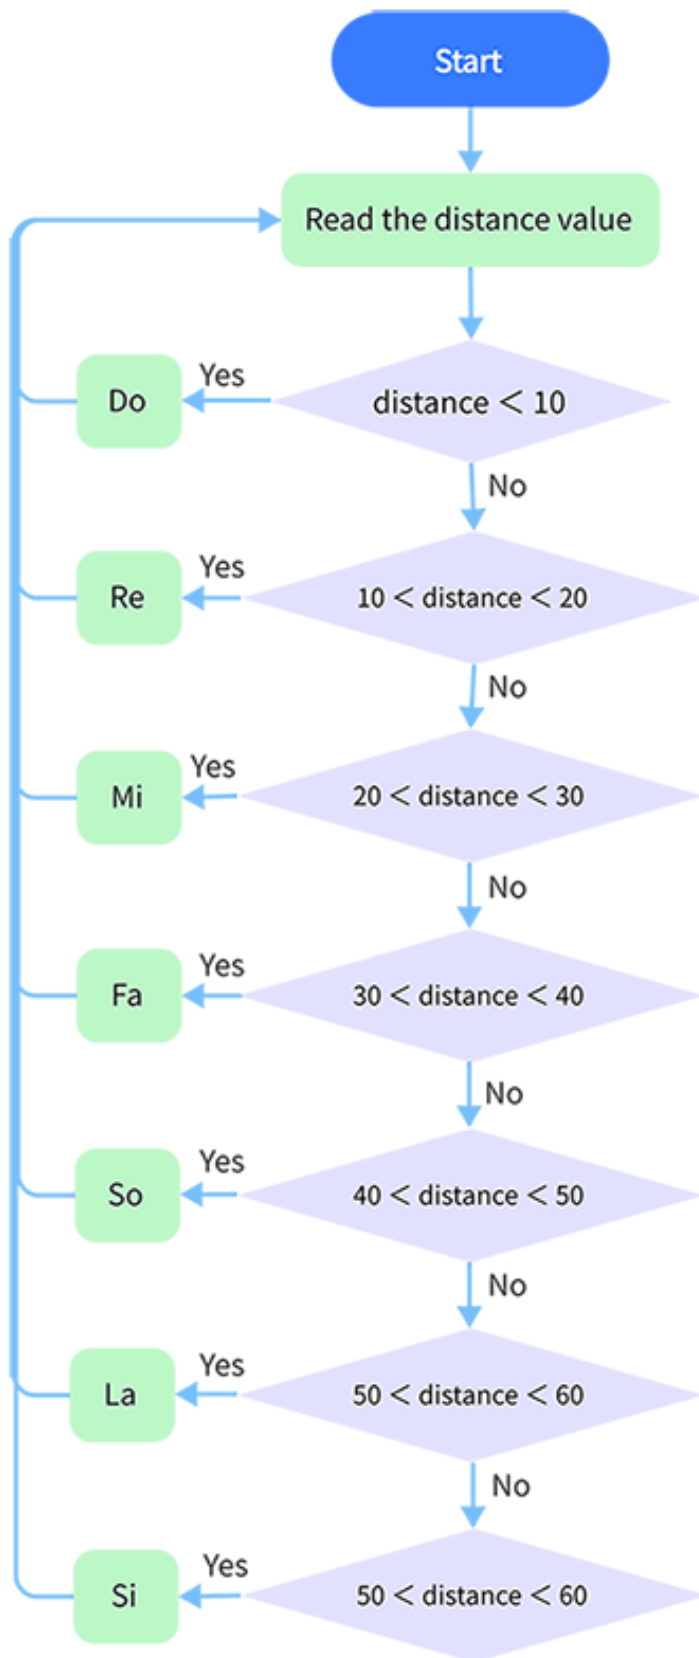 Start
Read the distance value
Do
Yes
distance < 10
No
Re
Yes
10 < distance < 20
No
Mi
Yes
20 < distance < 30
No
Fa
Yes
30 < distance < 40
No
So
Yes
40 < distance < 50
No
La
Yes
50 < distance < 60
No
Si
Yes
50 < distance < 60